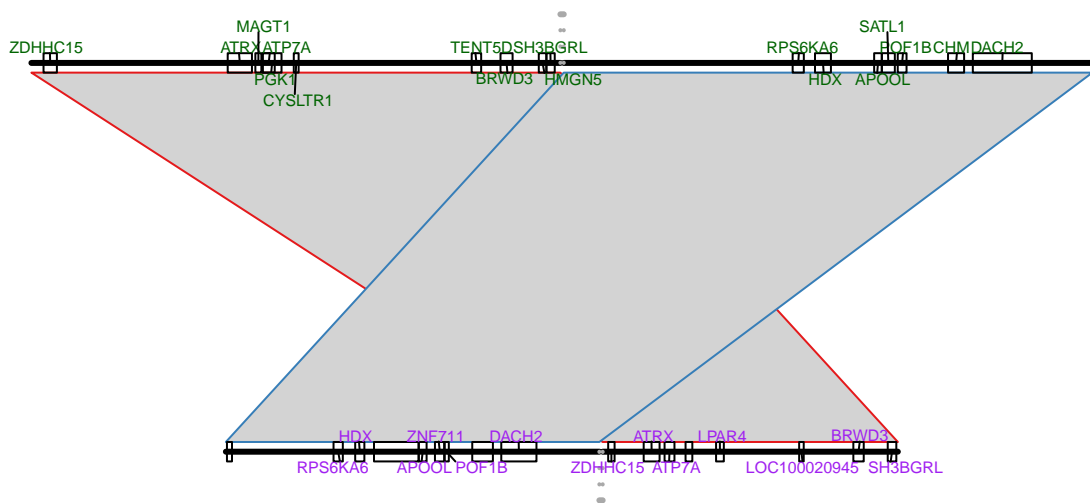 MAGT1 SATL1
ZDHHC15 ATRX ATP7A TENT5D SH3BGRL RPS6KA6 POF1B CHM DACH2
PGK1 BRWD3 HMGN5 HDX APOOL
CYSLTR1
HDX ZNF711 DACH2 ATRX LPAR4 BRWD3
RPS6KA6 APOOL POF1B ZDHHC15 ATP7A LOC100020945 SH3BGRL